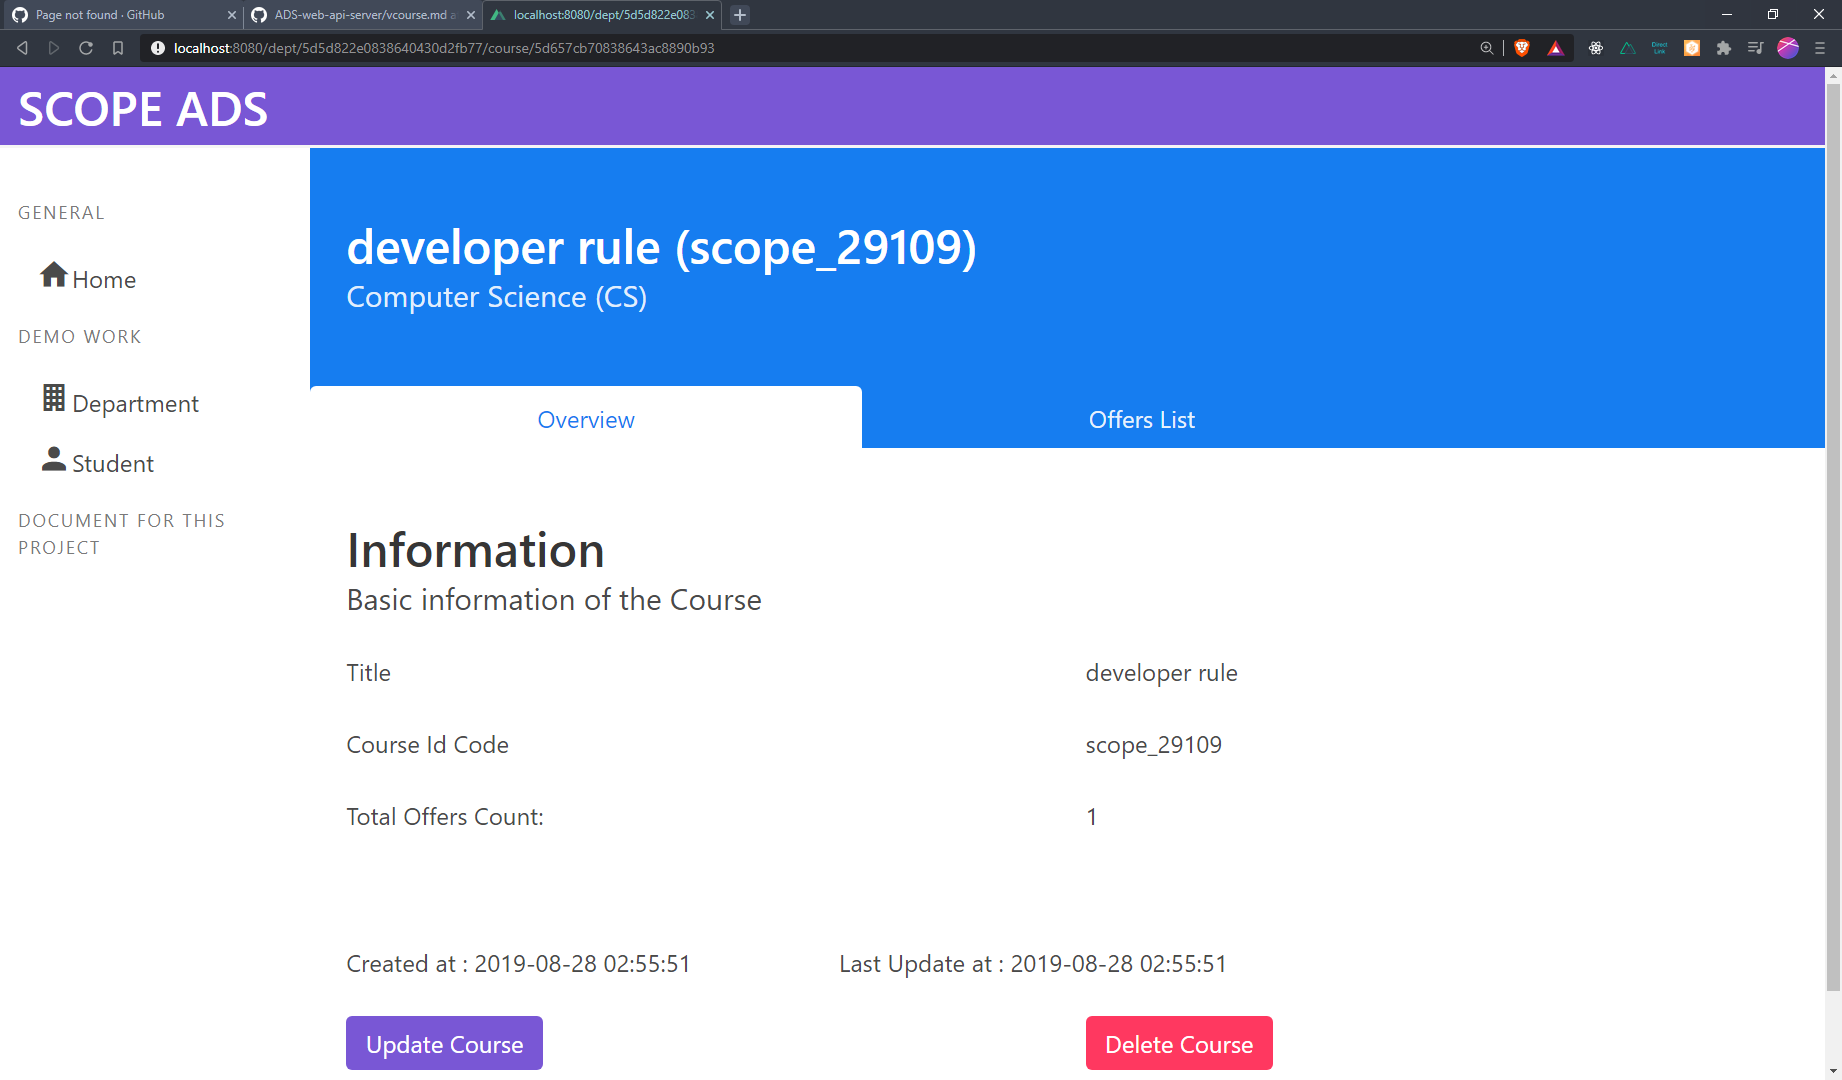 Page not found · GitHub
ADS-web-api-server/vcourse.md a
localhost:8080/dept/5d5d822e083
localhost:8080/dept/5d5d822e0838640430d2fb77/course/5d657cb70838643ac8890b93
Direct
Link
SCOPE ADS
GENERAL
Home
DEMO WORK
Department
Student
DOCUMENT FOR THIS
PROJECT
developer rule (scope_29109)
Computer Science (CS)
Overview
Offers List
Information
Basic information of the Course
Title
developer rule
Course Id Code
scope_29109
Total Offers Count:
1
Created at : 2019-08-28 02:55:51
Last Update at : 2019-08-28 02:55:51
Update Course
Delete Course